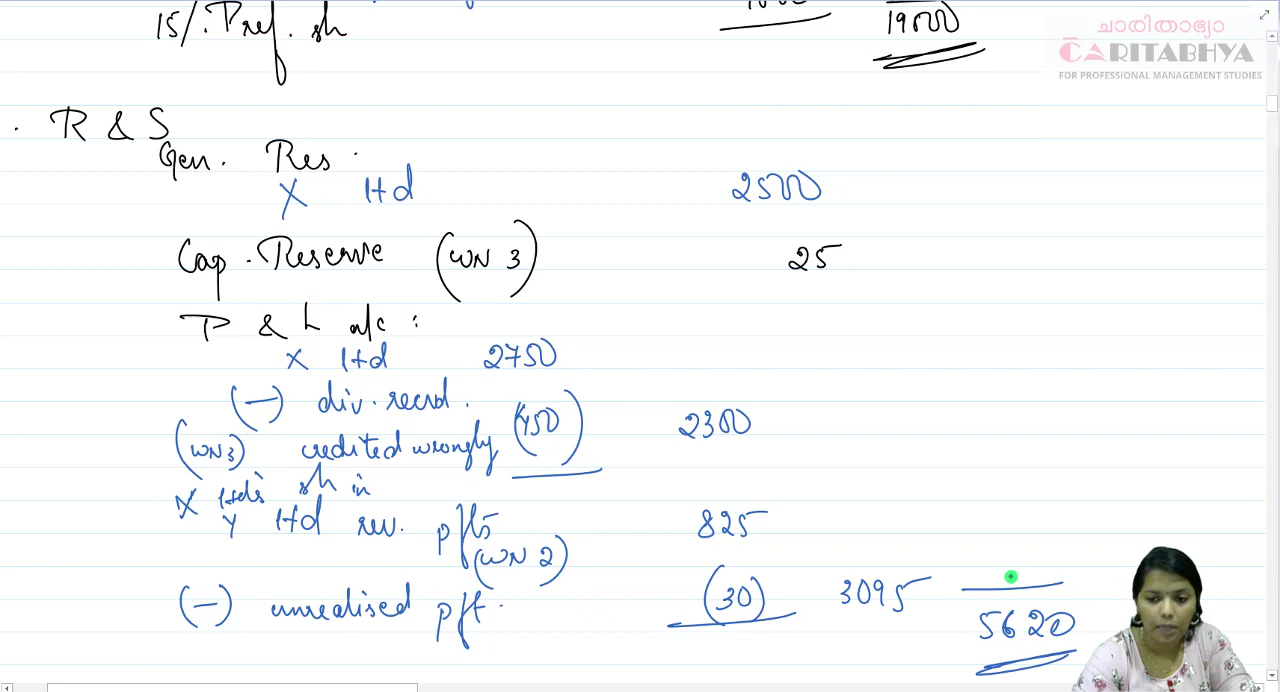 15/. Pref. sh 19000
ചാരിതാഭ്യാ
CARITABHYA
FOR PROFESSIONAL MANAGEMENT STUDIES
R & S
Gen. Res.
X ltd 2500
Cap. Reserve (WN 3) 25
P & L a/c :
X ltd 2750
(-) div. recvd.
(WN 3) credited wrongly (450) 2300
X ltd's sh in
Y ltd rev. pfts 825
(WN 2)
(-) unrealised pft. (30) 3095
5620